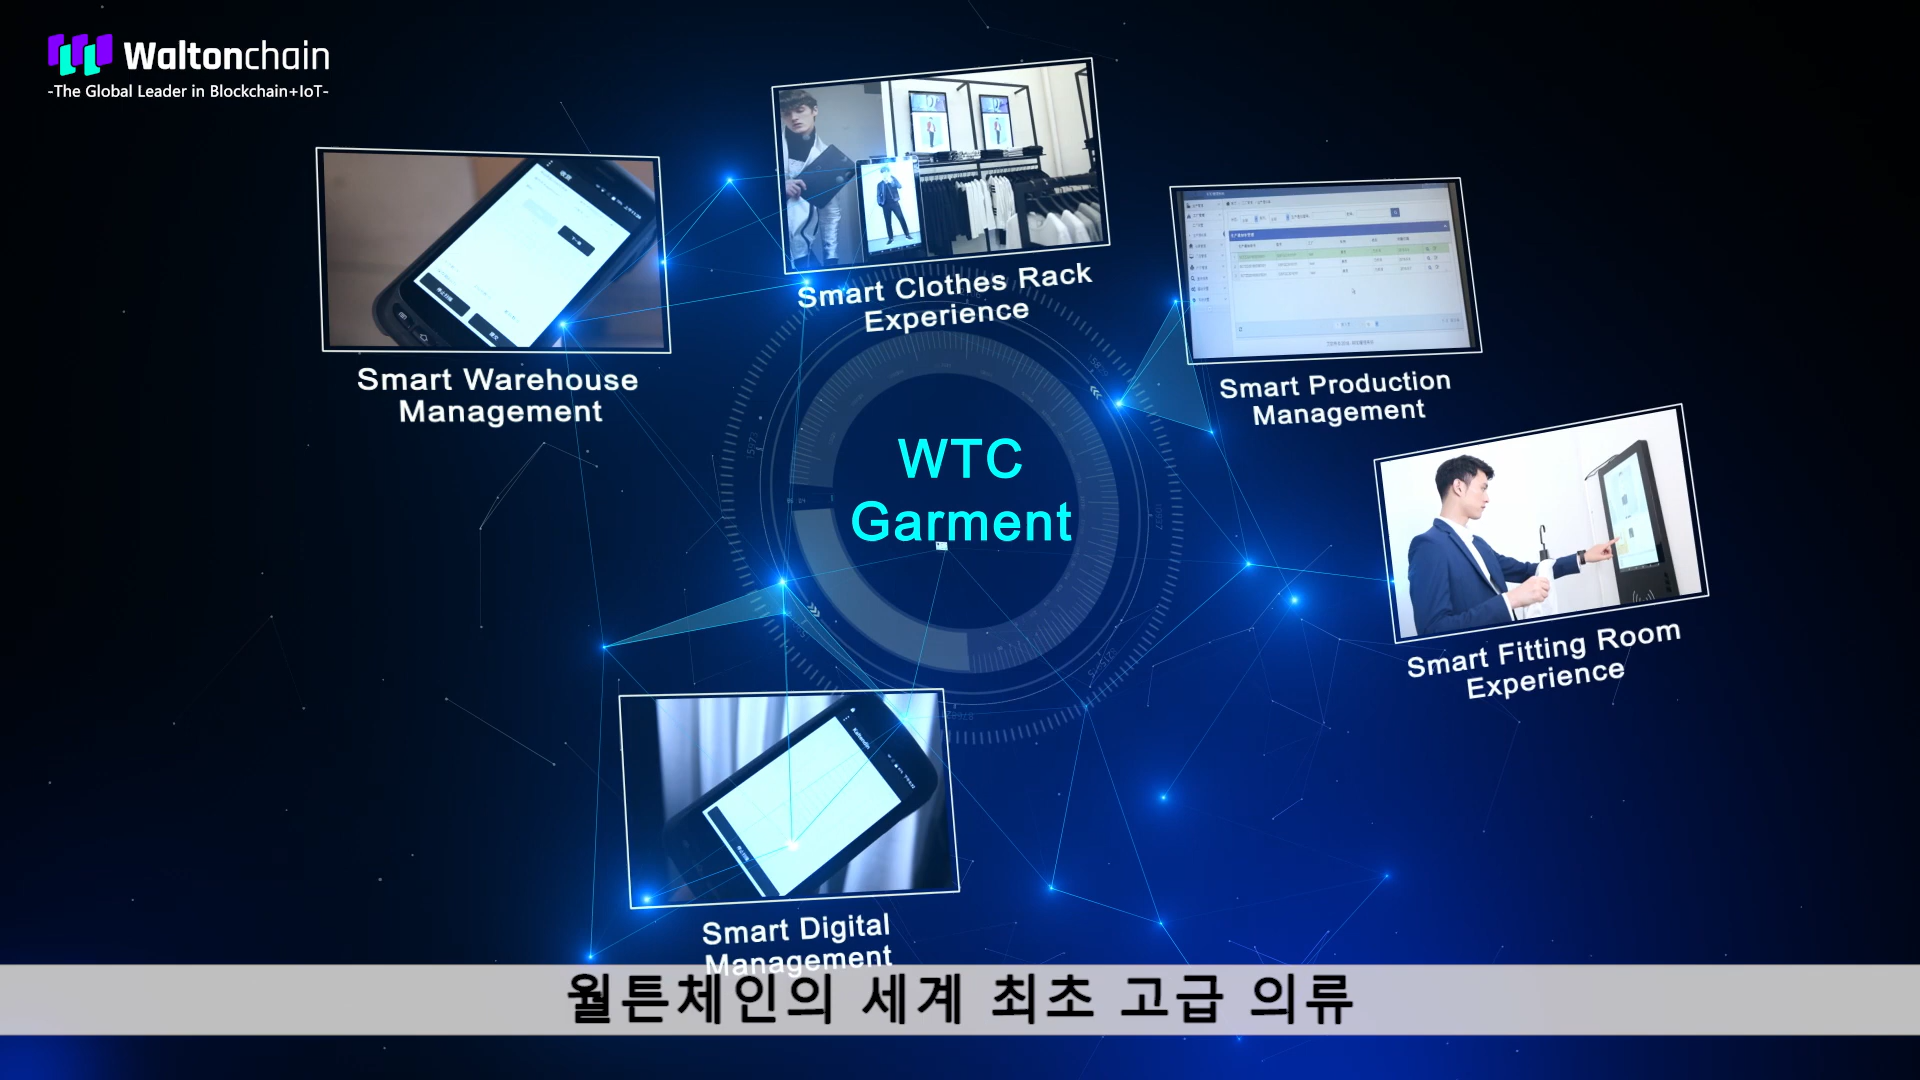 Waltonchain
-The Global Leader in Blockchain+IoT-
Smart Clothes Rack
Experience
Smart Warehouse
Management
Smart Production
Management
WTC
Garment
Smart Fitting Room
Experience
Smart Digital
Management
월튼체인의 세계 최초 고급 의류